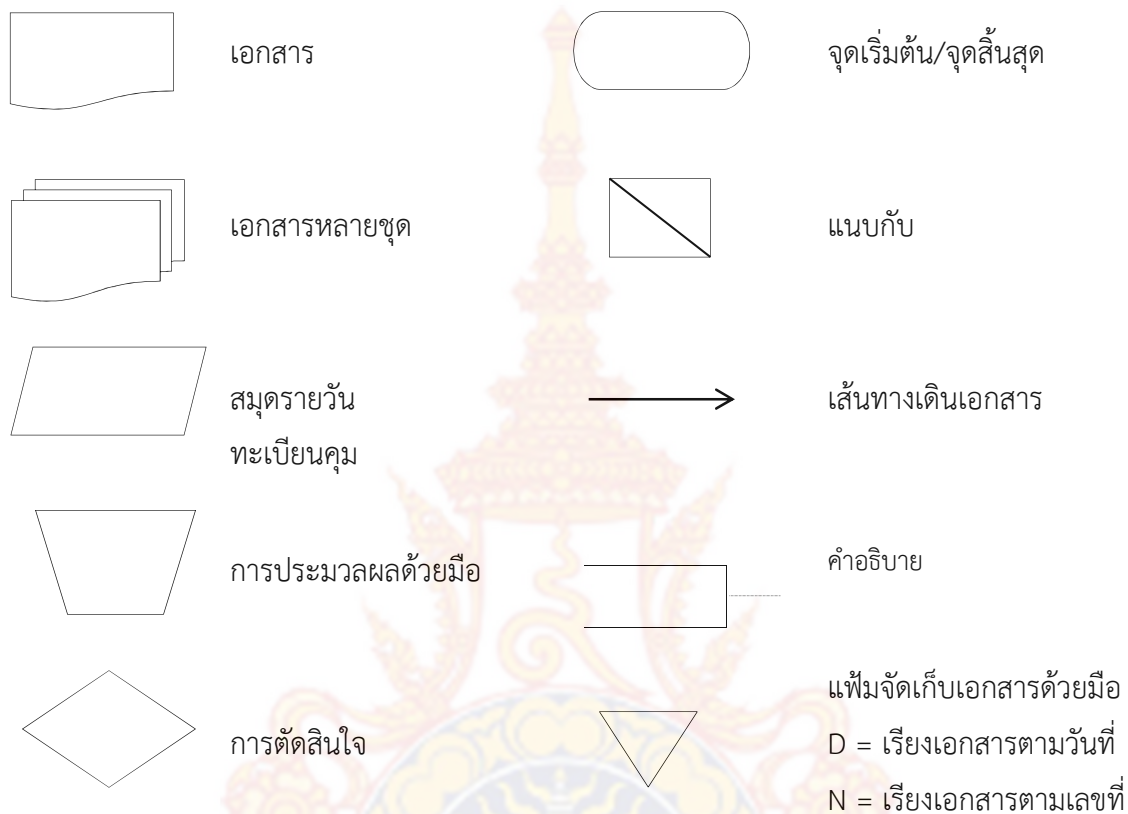 เอกสาร
จุดเริ่มต้น/จุดสิ้นสุด
เอกสารหลายชุด
แนบกับ
สมุดรายวัน
ทะเบียนคุม
เส้นทางเดินเอกสาร
การประมวลผลด้วยมือ
คำอธิบาย
การตัดสินใจ
แฟ้มจัดเก็บเอกสารด้วยมือ
D = เรียงเอกสารตามวันที่
N = เรียงเอกสารตามเลขที่